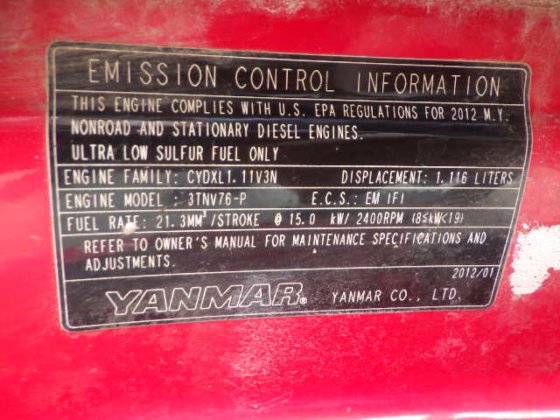 EMISSION CONTROL INFORMATION
THIS ENGINE COMPLIES WITH U.S. EPA REGULATIONS FOR 2012 M.Y.
NONROAD AND STATIONARY DIESEL ENGINES.
ULTRA LOW SULFUR FUEL ONLY
ENGINE FAMILY: CYDXL1.11V3N DISPLACEMENT: 1.116 LITERS
ENGINE MODEL : 3TNV76-P E.C.S.: EM IFI
FUEL RATE: 21.3MM³/STROKE @ 15.0 kW/ 2400RPM (8≤kW<19)
REFER TO OWNER'S MANUAL FOR MAINTENANCE SPECIFICATIONS AND
ADJUSTMENTS.
2012/01
YANMAR® YANMAR CO., LTD.